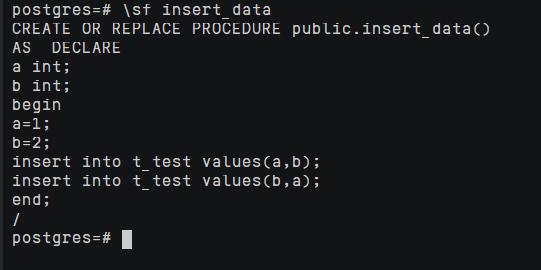 postgres=# \sf insert_data
CREATE OR REPLACE PROCEDURE public.insert_data()
AS  DECLARE
a int;
b int;
begin
a=1;
b=2;
insert into t_test values(a,b);
insert into t_test values(b,a);
end;
/
postgres=#